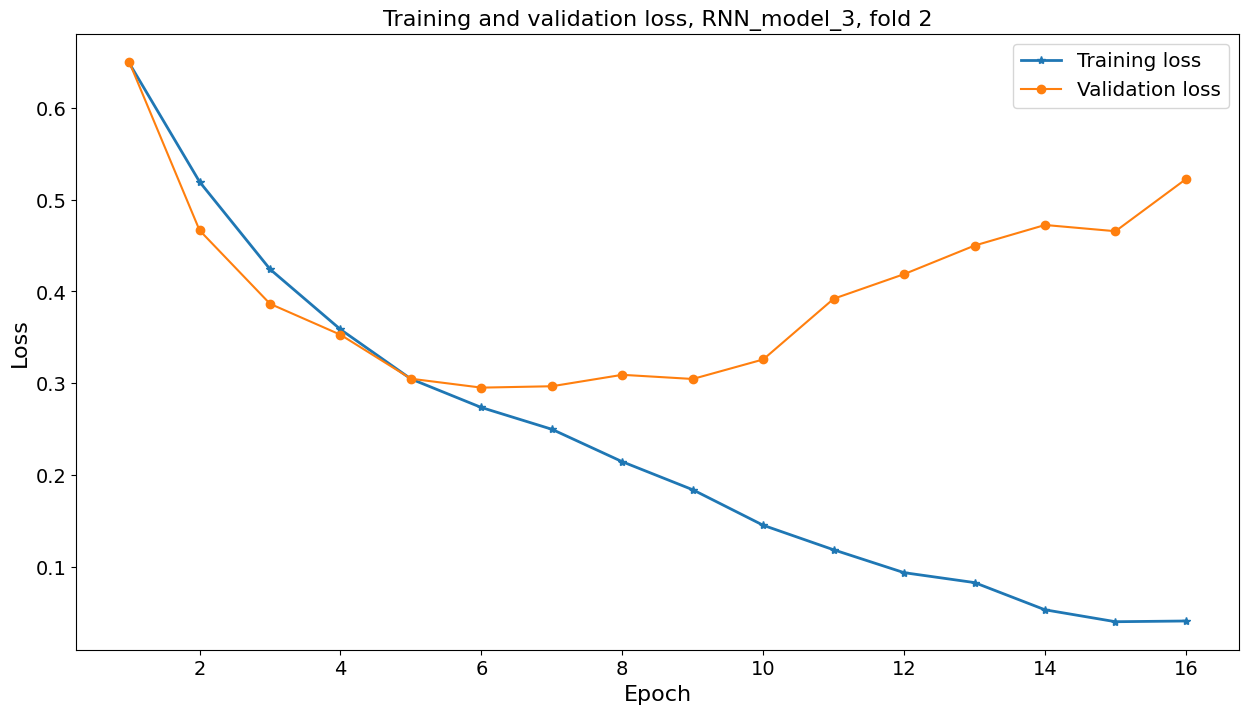 Training and validation loss, RNN_model_3, fold 2
Training loss
Validation loss
0.6
0.5
0.4
0.3
0.2
0.1
Loss
2 4 6 8 10 12 14 16
Epoch